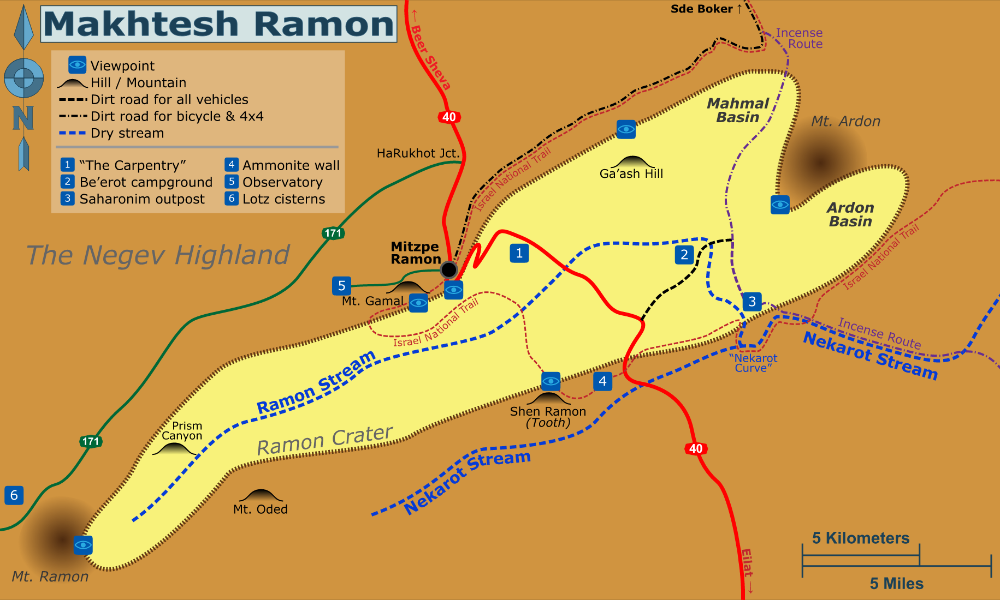 Makhtesh Ramon
N
Viewpoint
Hill / Mountain
Dirt road for all vehicles
Dirt road for bicycle & 4x4
Dry stream
1 “The Carpentry”
2 Be’erot campground
3 Saharonim outpost
4 Ammonite wall
5 Observatory
6 Lotz cisterns
← Beer Sheva
Sde Boker ↑
Incense
Route
40
Mahmal
Basin
Mt. Ardon
HaRukhot Jct.
Israel National Trail
Ga’ash Hill
Ardon
Basin
171
The Negev Highland
Mitzpe
Ramon
1
2
Israel National Trail
5
Mt. Gamal
3
Israel National Trail
Incense Route
Nekarot Stream
“Nekarot
Curve”
Ramon Stream
4
Shen Ramon
(Tooth)
Prism
Canyon
Ramon Crater
171
40
Nekarot Stream
6
Mt. Oded
Mt. Ramon
Eilat →
5 Kilometers
5 Miles